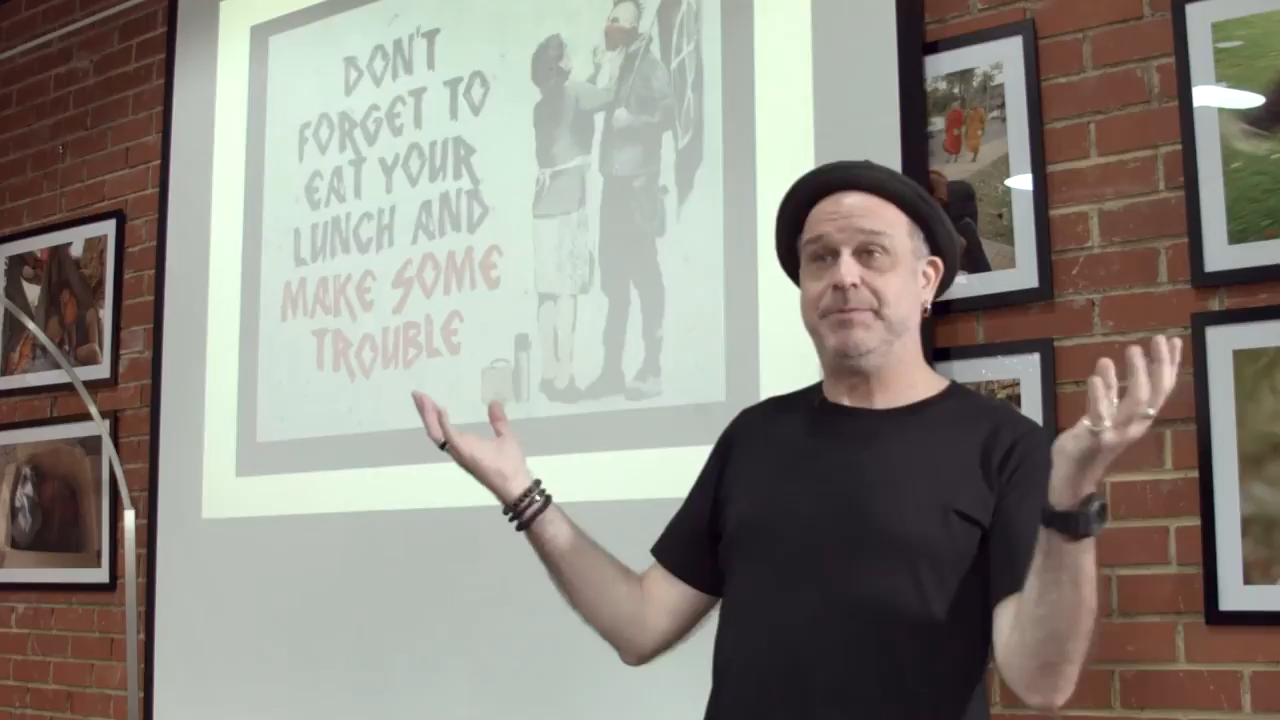 DON'T
FORGET TO
EAT YOUR
LUNCH AND
MAKE SOME
TROUBLE